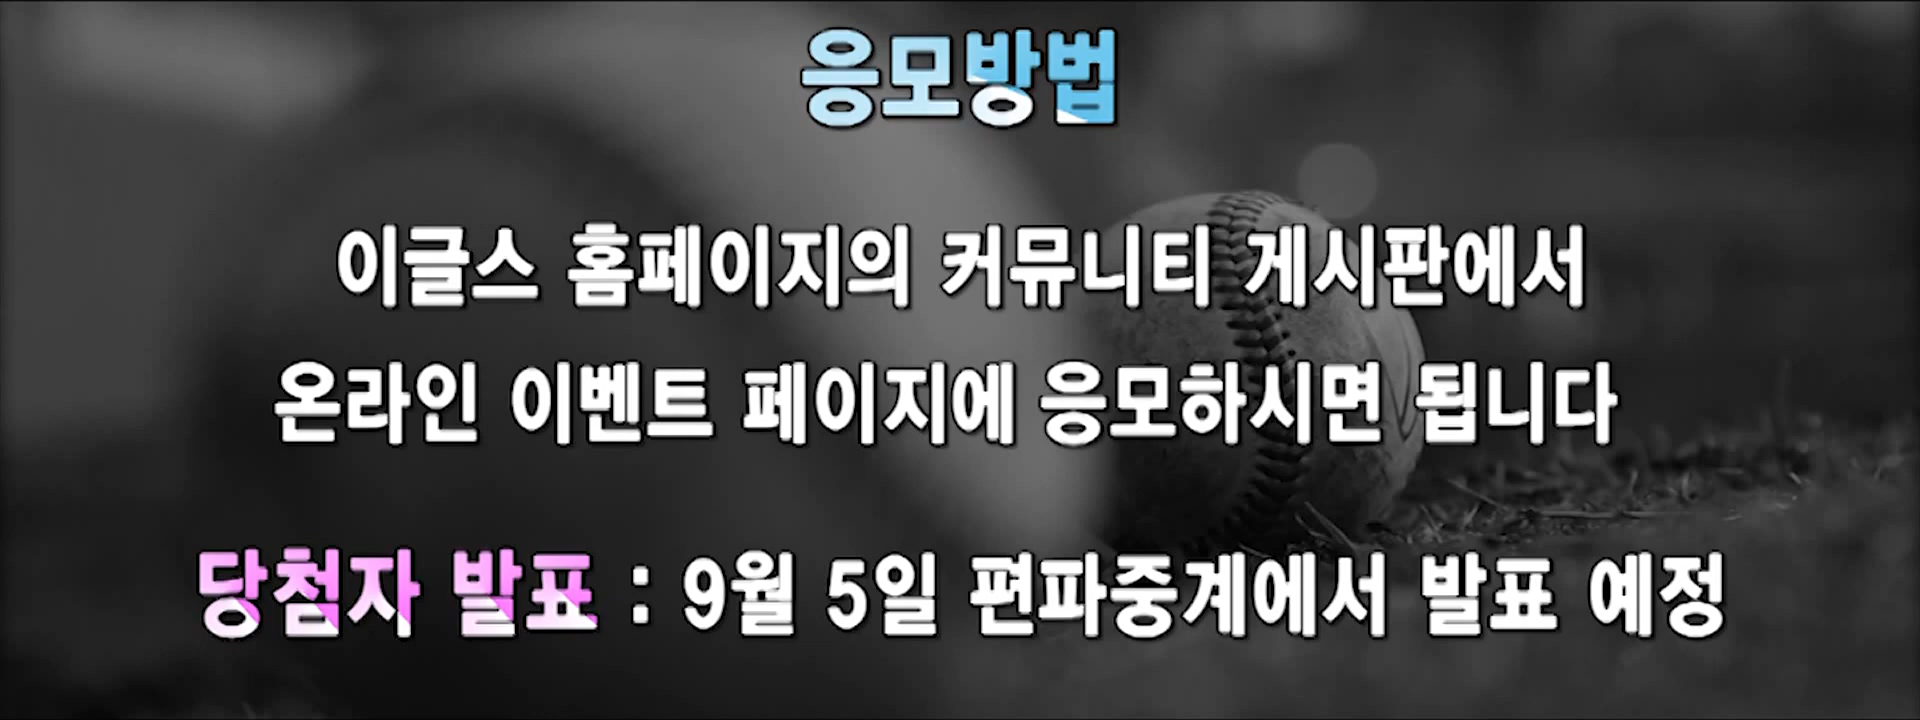 응모방법
이글스 홈페이지의 커뮤니티 게시판에서
온라인 이벤트 페이지에 응모하시면 됩니다
당첨자 발표 : 9월 5일 편파중계에서 발표 예정